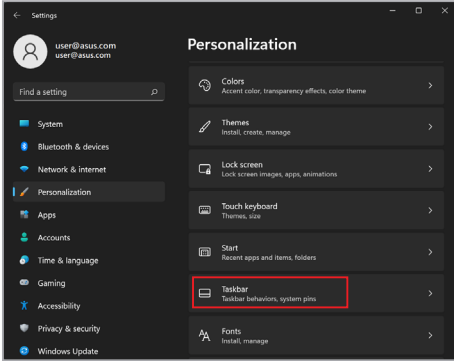 Settings
user@asus.com
user@asus.com
Find a setting
System
Bluetooth & devices
Network & internet
Personalization
Apps
Accounts
Time & language
Gaming
Accessibility
Privacy & security
Windows Update
Personalization
Colors
Accent color, transparency effects, color theme
Themes
Install, create, manage
Lock screen
Lock screen images, apps, animations
Touch keyboard
Themes, size
Start
Recent apps and items, folders
Taskbar
Taskbar behaviors, system pins
Fonts
Install, manage